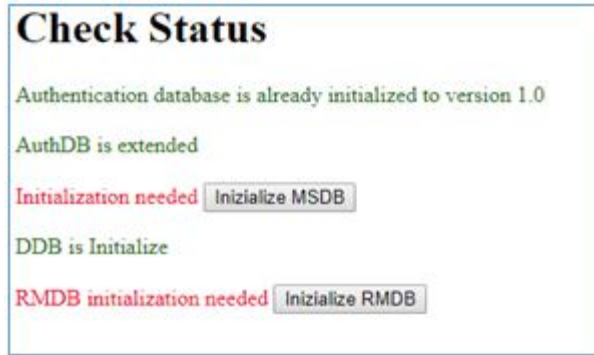 Check Status
Authentication database is already initialized to version 1.0
AuthDB is extended
Initialization needed Inizialize MSDB
DDB is Initialize
RMDB initialization needed Inizialize RMDB